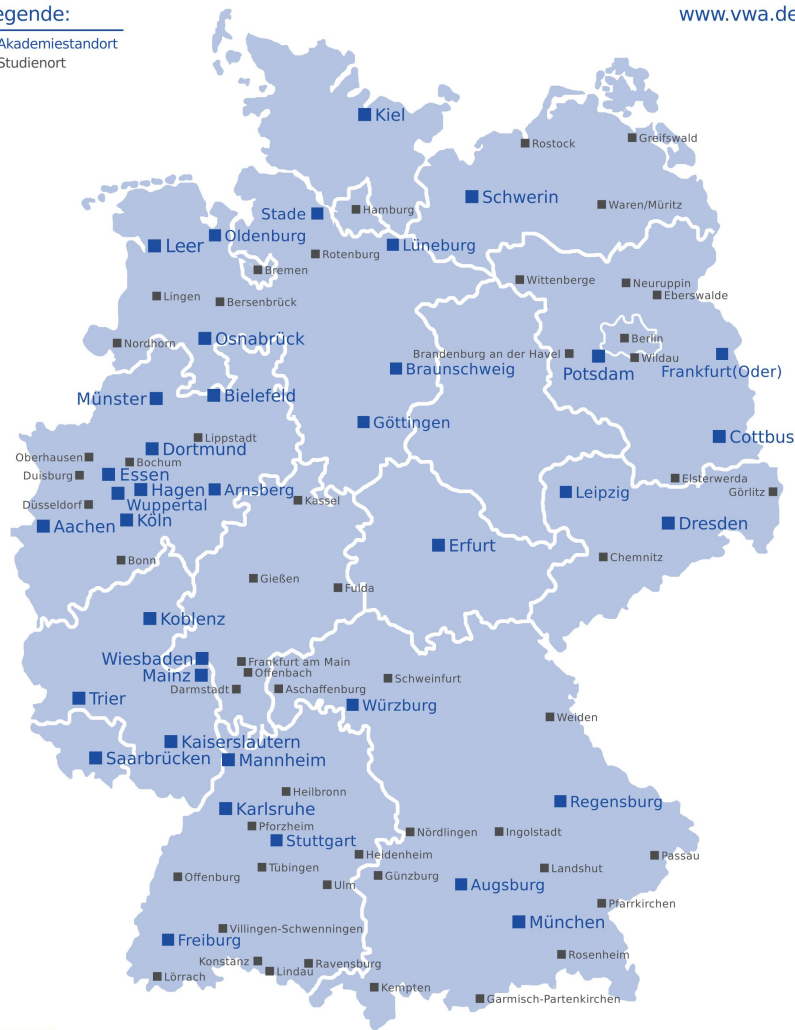 egende:
www.vwa.de
Akademiestandort
Studienort
Kiel
Rostock
Greifswald
Schwerin
Waren/Müritz
Stade
Hamburg
Oldenburg
Leer
Lüneburg
Rotenburg
Bremen
Wittenberge
Neuruppin
Eberswalde
Lingen
Bersenbrück
Osnabrück
Nordhorn
Berlin
Brandenburg an der Havel
Wildau
Potsdam
Frankfurt(Oder)
Braunschweig
Münster
Bielefeld
Göttingen
Cottbus
Lippstadt
Dortmund
Oberhausen
Bochum
Duisburg
Essen
Hagen
Arnsberg
Elsterwerda
Görlitz
Leipzig
Kassel
Wuppertal
Düsseldorf
Köln
Aachen
Dresden
Erfurt
Bonn
Chemnitz
Gießen
Fulda
Koblenz
Wiesbaden
Frankfurt am Main
Offenbach
Mainz
Schweinfurt
Darmstadt
Aschaffenburg
Trier
Würzburg
Weiden
Kaiserslautern
Saarbrücken
Mannheim
Heilbronn
Regensburg
Karlsruhe
Pforzheim
Nördlingen
Ingolstadt
Stuttgart
Heidenheim
Passau
Tübingen
Landshut
Offenburg
Günzburg
Ulm
Augsburg
Pfarrkirchen
München
Villingen-Schwenningen
Freiburg
Rosenheim
Konstanz
Ravensburg
Lindau
Lörrach
Kempten
Garmisch-Partenkirchen